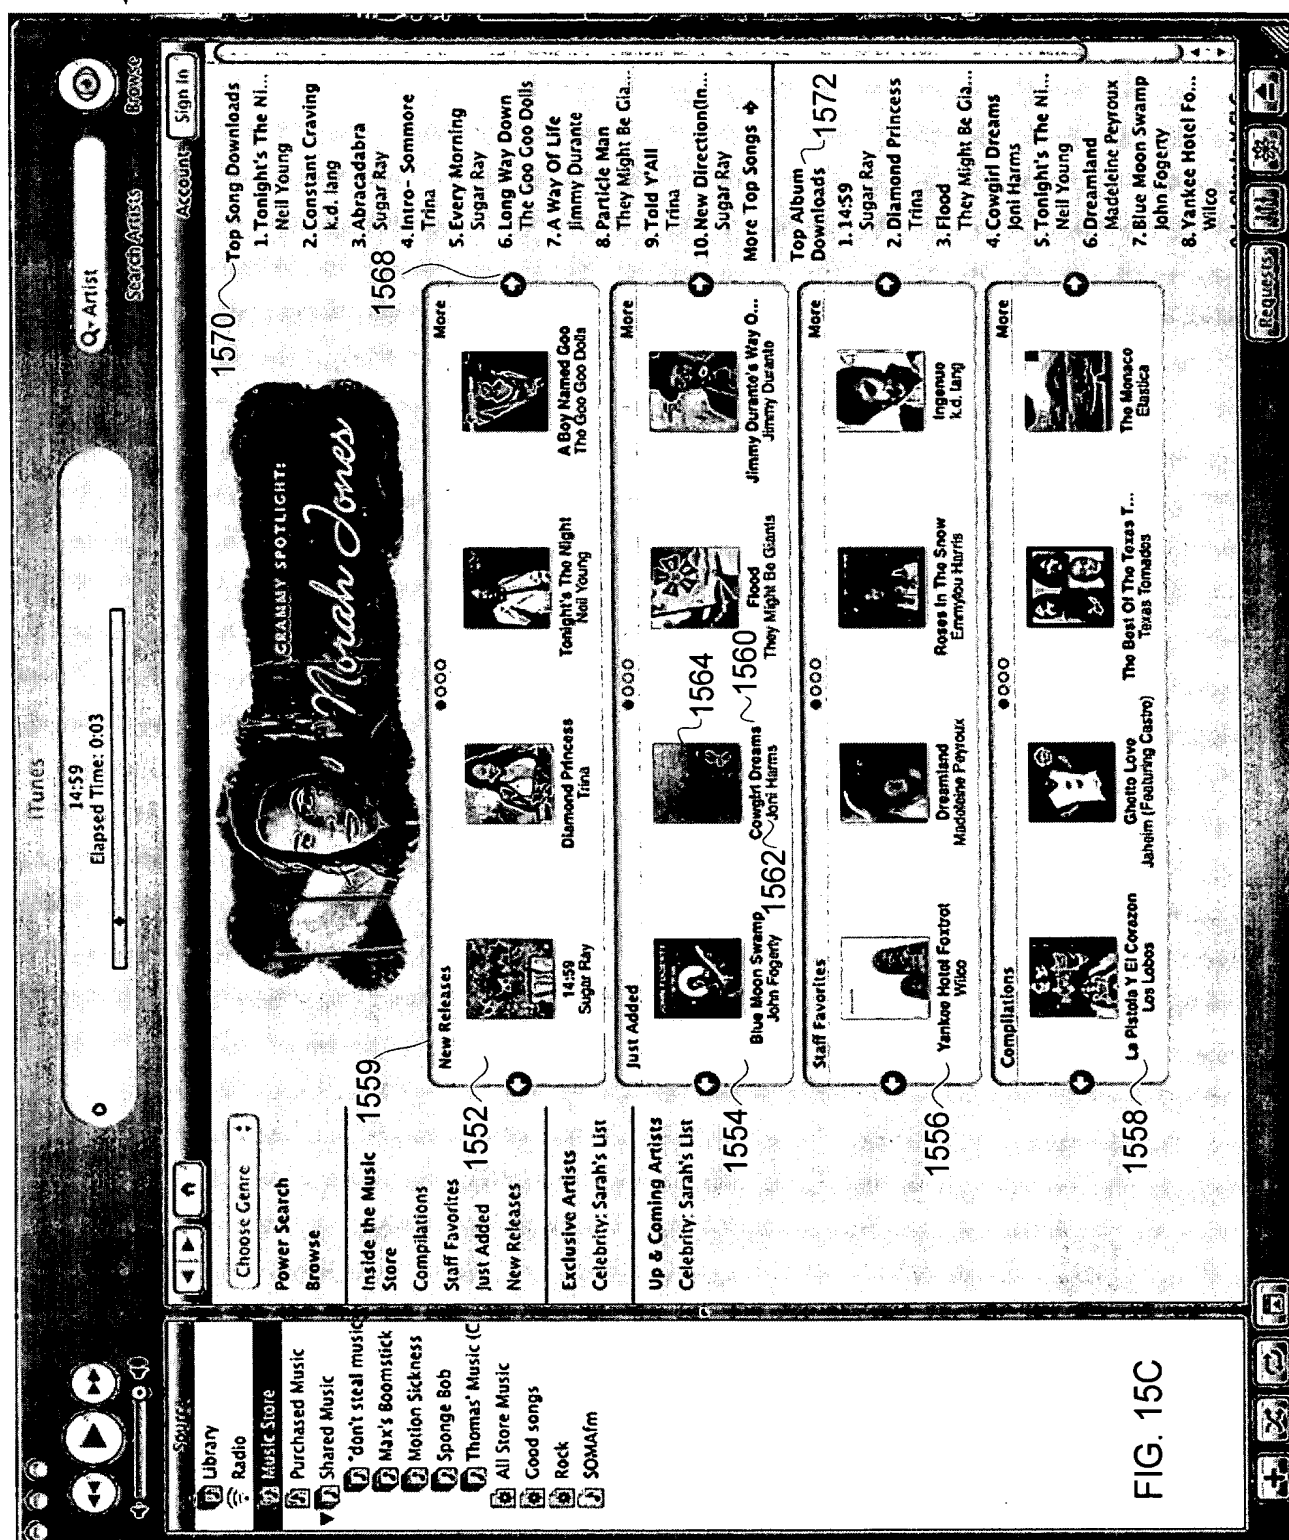 iTunes
14:59
Elapsed Time: 0:03
Artist
Search Artists
Browse
Source
Library
Radio
Music Store
Purchased Music
Shared Music
"don't steal music
Max's Boomstick
Motion Sickness
Sponge Bob
Thomas' Music (C
All Store Music
Good songs
Rock
SOMAfm
Account:
Sign In
Choose Genre
Power Search
Browse
Inside the Music
Store
Compilations
Staff Favorites
Just Added
New Releases
Exclusive Artists
Celebrity: Sarah's List
Up & Coming Artists
Celebrity: Sarah's List
GRAMMY SPOTLIGHT:
Norah Jones
1559
1552
New Releases
More
14:59
Sugar Ray
Diamond Princess
Trina
Tonight's The Night
Neil Young
A Boy Named Goo
The Goo Goo Dolls
1568
1554
Just Added
More
Blue Moon Swamp
John Fogerty
Cowgirl Dreams
Joni Harms
Flood
They Might Be Giants
Jimmy Durante's Way O...
Jimmy Durante
1564
1560
1562
1556
Staff Favorites
More
Yankee Hotel Foxtrot
Wilco
Dreamland
Madeleine Peyroux
Roses In The Snow
Emmylou Harris
Ingenue
k.d. lang
1558
Compilations
More
La Pistola Y El Corazon
Los Lobos
Ghetto Love
Jaheim (Featuring Castro)
The Best Of The Texas T...
Texas Tornados
The Monaco
Elastica
1570
Top Song Downloads
1. Tonight's The Ni...
Neil Young
2. Constant Craving
k.d. lang
3. Abracadabra
Sugar Ray
4. Intro- Sommore
Trina
5. Every Morning
Sugar Ray
6. Long Way Down
The Goo Goo Dolls
7. A Way Of Life
Jimmy Durante
8. Particle Man
They Might Be Gia...
9. Told Y'All
Trina
10. New Direction(In...
Sugar Ray
More Top Songs
Top Album
Downloads
1572
1. 14:59
Sugar Ray
2. Diamond Princess
Trina
3. Flood
They Might Be Gia...
4. Cowgirl Dreams
Joni Harms
5. Tonight's The Ni...
Neil Young
6. Dreamland
Madeleine Peyroux
7. Blue Moon Swamp
John Fogerty
8. Yankee Hotel Fo...
Wilco
Requests
FIG. 15C